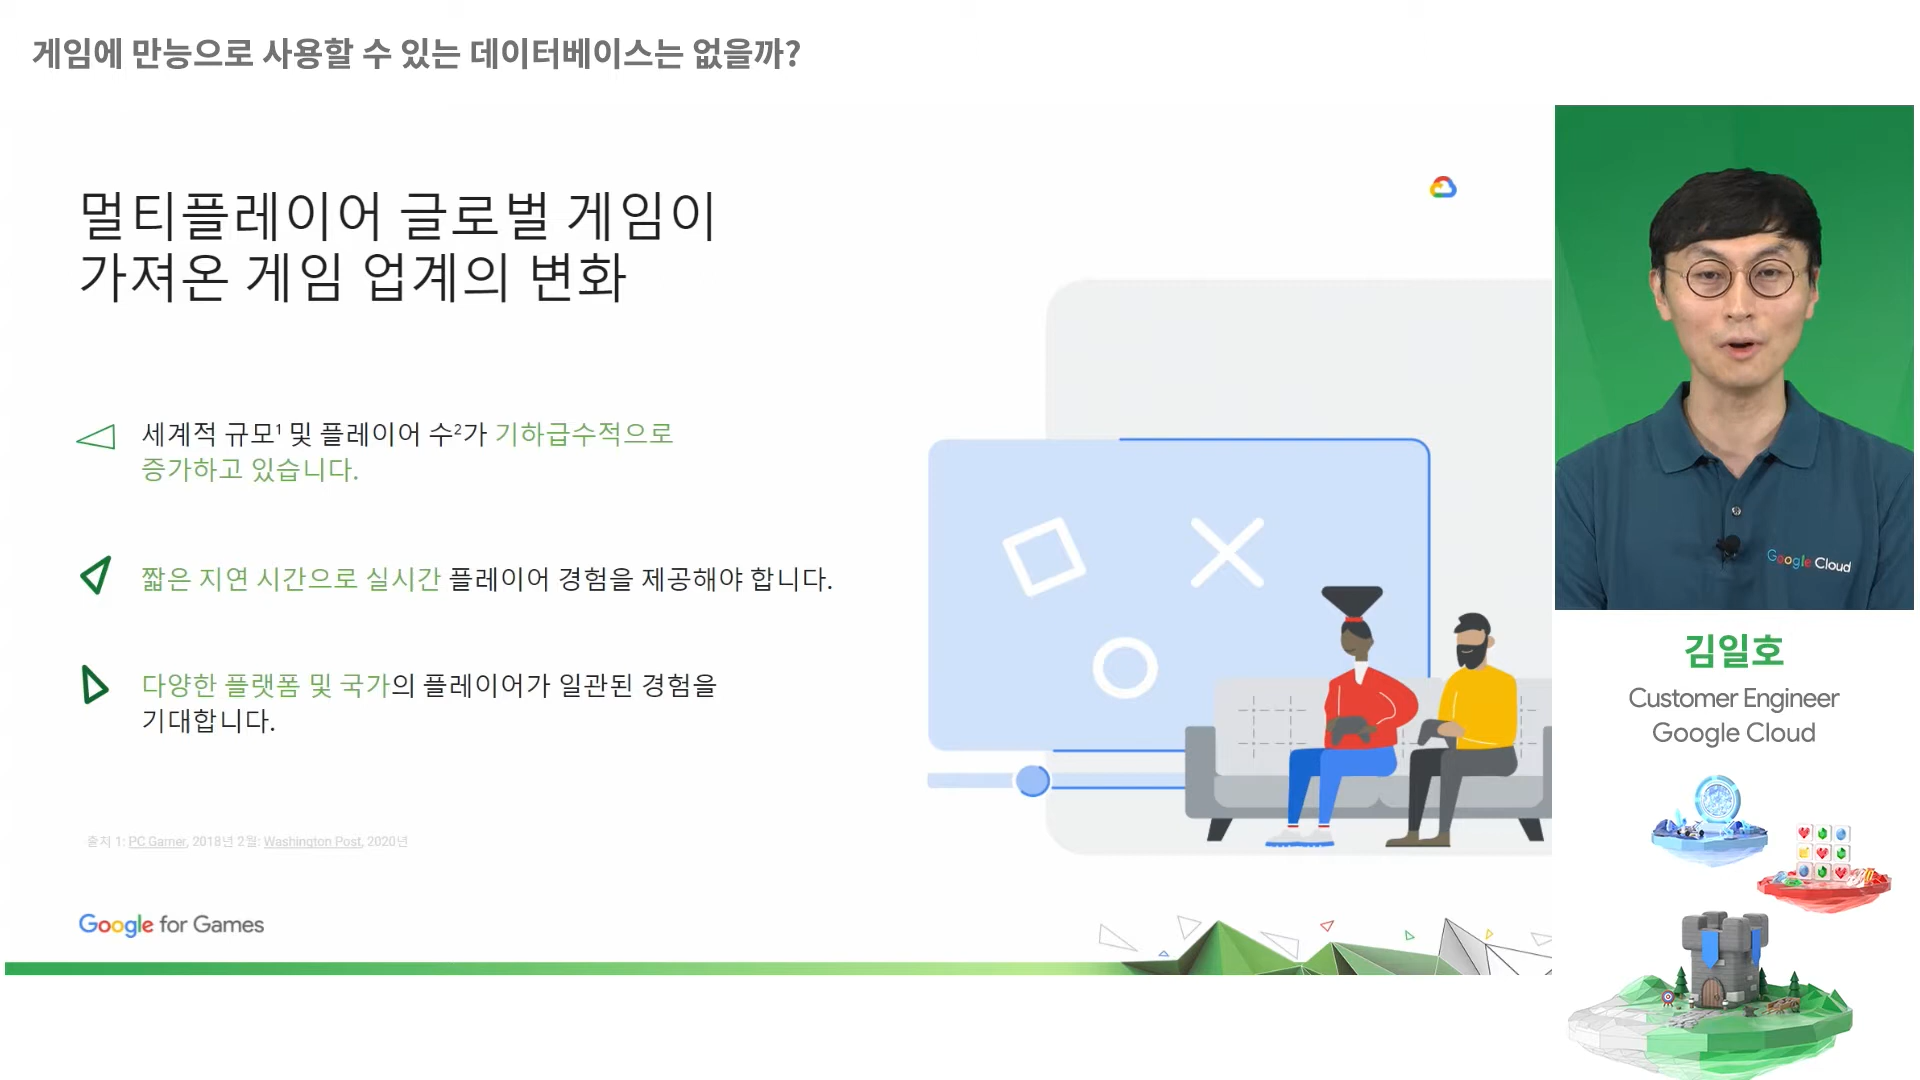 게임에 만능으로 사용할 수 있는 데이터베이스는 없을까?
멀티플레이어 글로벌 게임이
가져온 게임 업계의 변화
세계적 규모¹ 및 플레이어 수²가 기하급수적으로
증가하고 있습니다.
짧은 지연 시간으로 실시간 플레이어 경험을 제공해야 합니다.
다양한 플랫폼 및 국가의 플레이어가 일관된 경험을
기대합니다.
출처 1: PC Gamer, 2018년 2월: Washington Post, 2020년
Google for Games
Google Cloud
김일호
Customer Engineer
Google Cloud